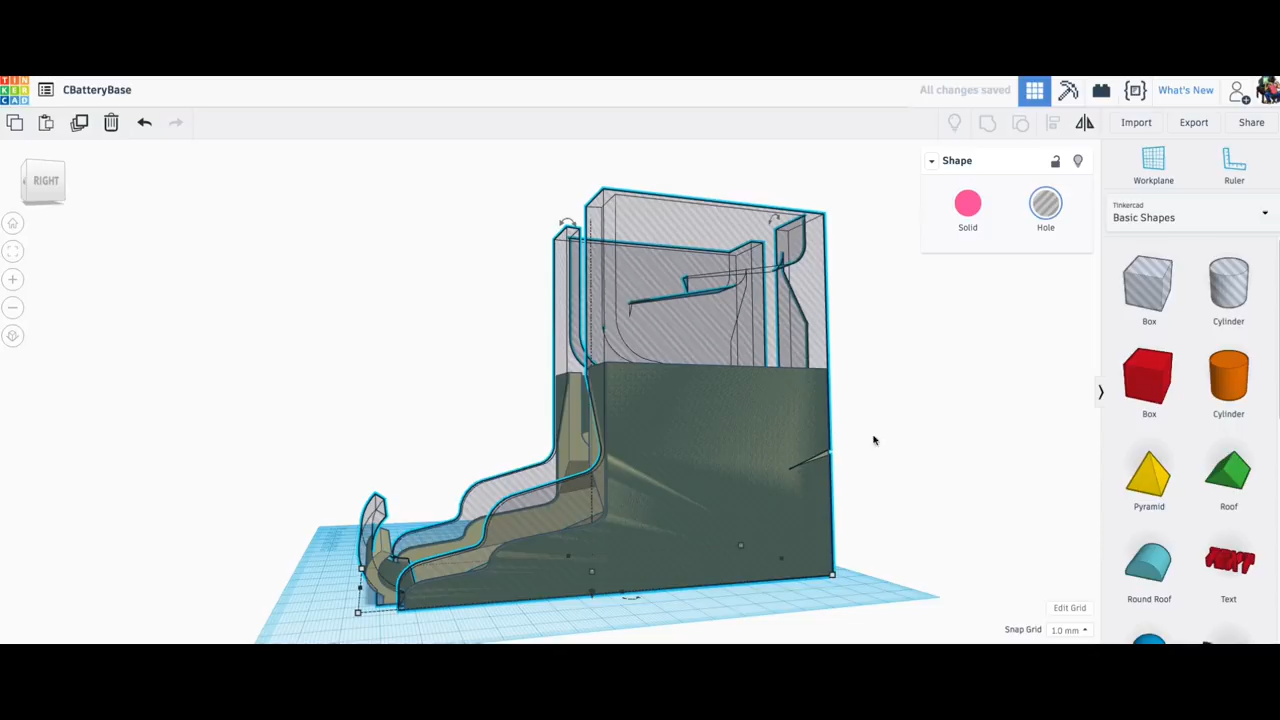 TIN
KER
CAD
CBatteryBase
All changes saved
What's New
Import
Export
Share
RIGHT
Shape
Solid
Hole
Workplane
Ruler
Tinkercad
Basic Shapes
Box
Cylinder
Box
Cylinder
Pyramid
Roof
Round Roof
TEXT
Text
Edit Grid
Snap Grid
1.0 mm